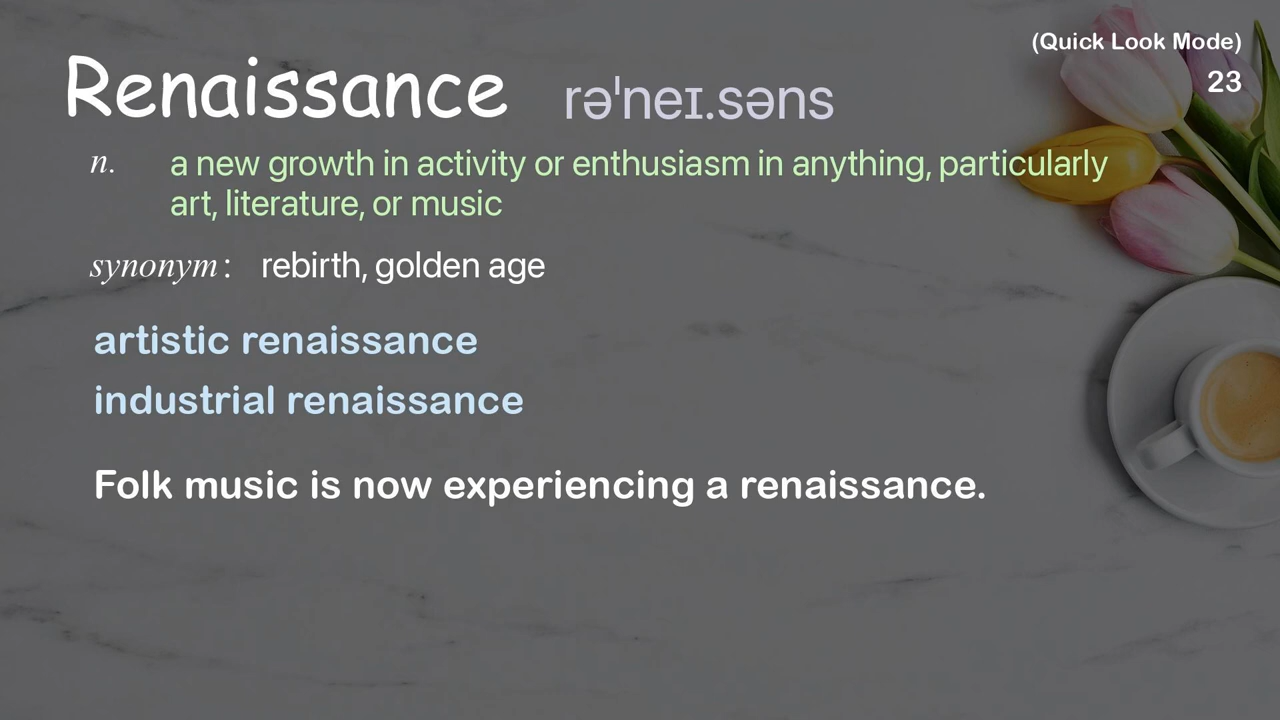 (Quick Look Mode)
23
Renaissance rəˈneɪ.səns
n. a new growth in activity or enthusiasm in anything, particularly
art, literature, or music
synonym: rebirth, golden age
artistic renaissance
industrial renaissance
Folk music is now experiencing a renaissance.